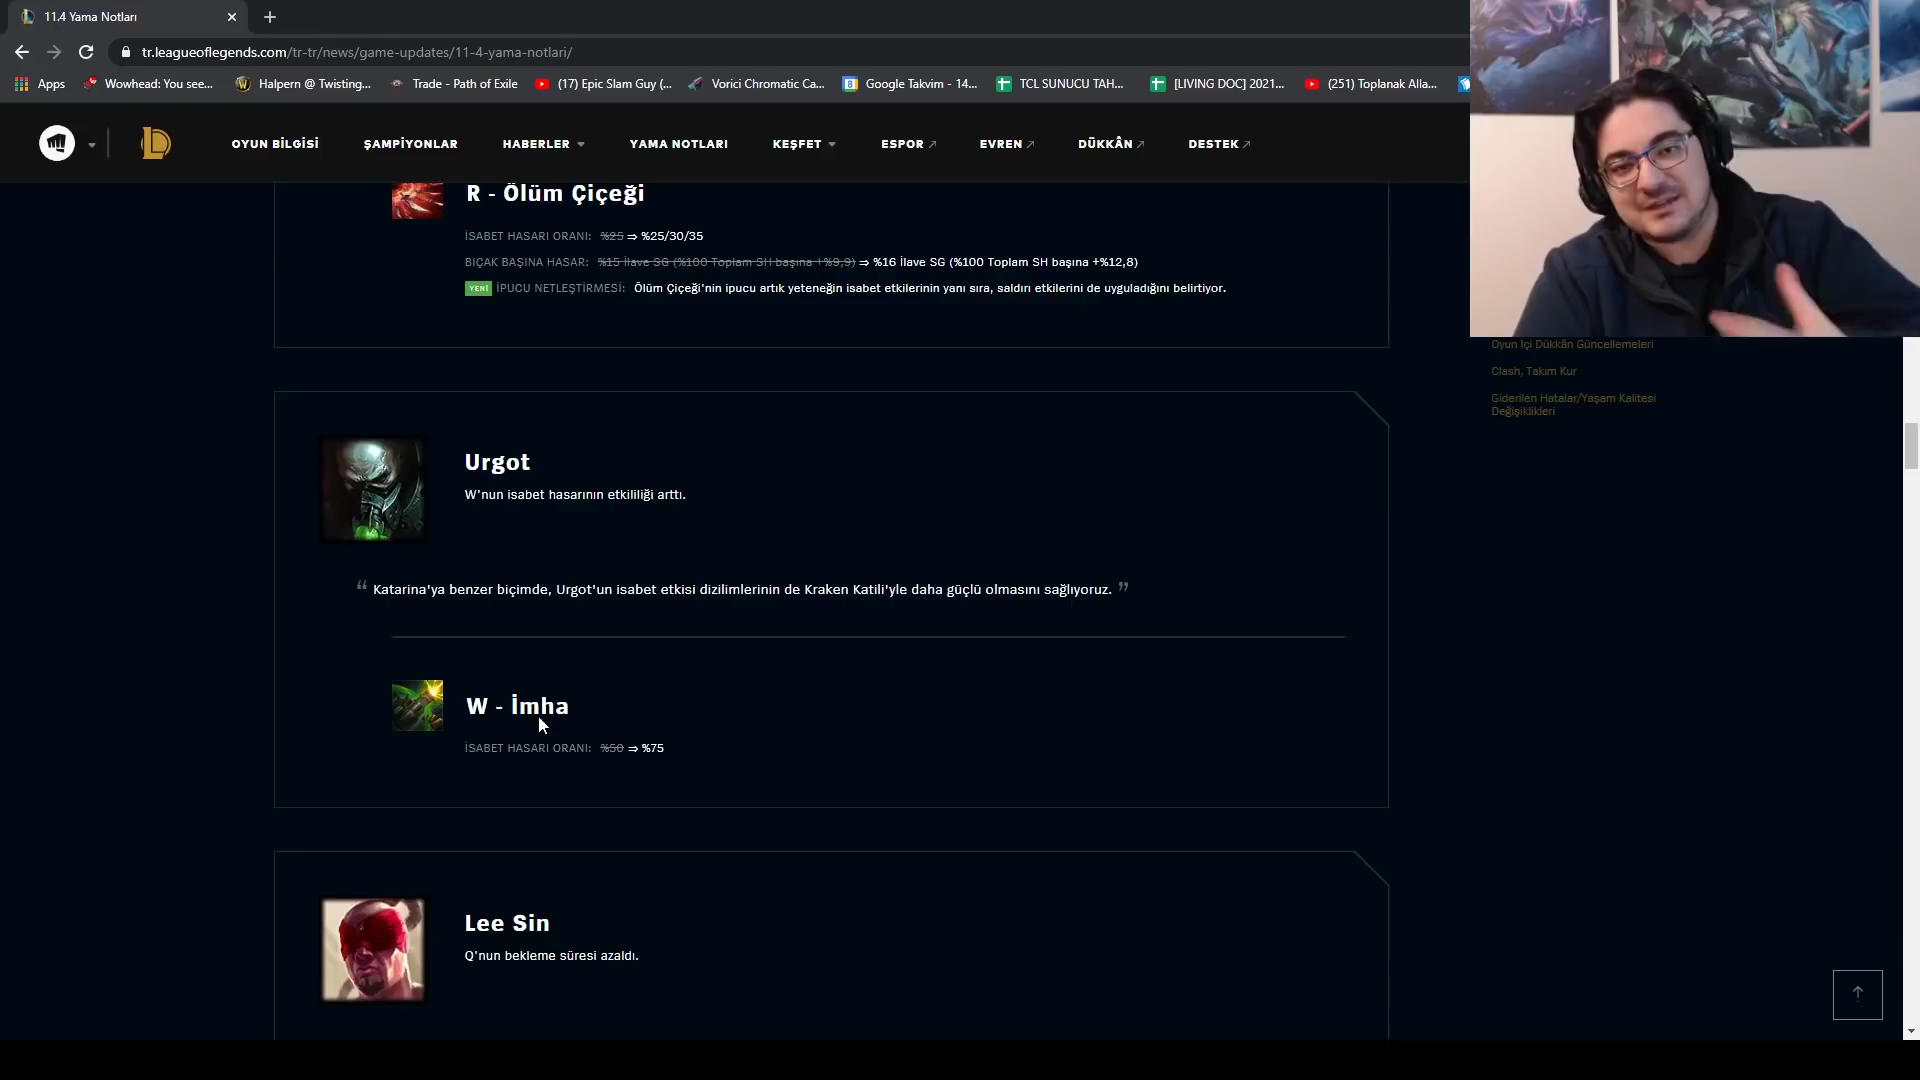 11.4 Yama Notları
tr.leagueoflegends.com/tr-tr/news/game-updates/11-4-yama-notlari/
Apps
Wowhead: You see...
Halpern @ Twisting...
Trade - Path of Exile
(17) Epic Slam Guy (...
Vorici Chromatic Ca...
Google Takvim - 14...
TCL SUNUCU TAH...
[LIVING DOC] 2021...
(251) Toplanak Alla...
OYUN BİLGİSİ
ŞAMPİYONLAR
HABERLER
YAMA NOTLARI
KEŞFET
ESPOR
EVREN
DÜKKÂN
DESTEK
R - Ölüm Çiçeği
İSABET HASARI ORANI: %25 ⇒ %25/30/35
BIÇAK BAŞINA HASAR: %15 İlave SG (%100 Toplam SH başına +%9,9) ⇒ %16 İlave SG (%100 Toplam SH başına +%12,8)
YENİ İPUCU NETLEŞTİRMESİ: Ölüm Çiçeği'nin ipucu artık yeteneğin isabet etkilerinin yanı sıra, saldırı etkilerini de uyguladığını belirtiyor.
Oyun İçi Dükkân Güncellemeleri
Clash, Takım Kur
Giderilen Hatalar/Yaşam Kalitesi
Değişiklikleri
Urgot
W'nun isabet hasarının etkililiği arttı.
“ Katarina'ya benzer biçimde, Urgot'un isabet etkisi dizilimlerinin de Kraken Katili'yle daha güçlü olmasını sağlıyoruz. ”
W - İmha
İSABET HASARI ORANI: %50 ⇒ %75
Lee Sin
Q'nun bekleme süresi azaldı.